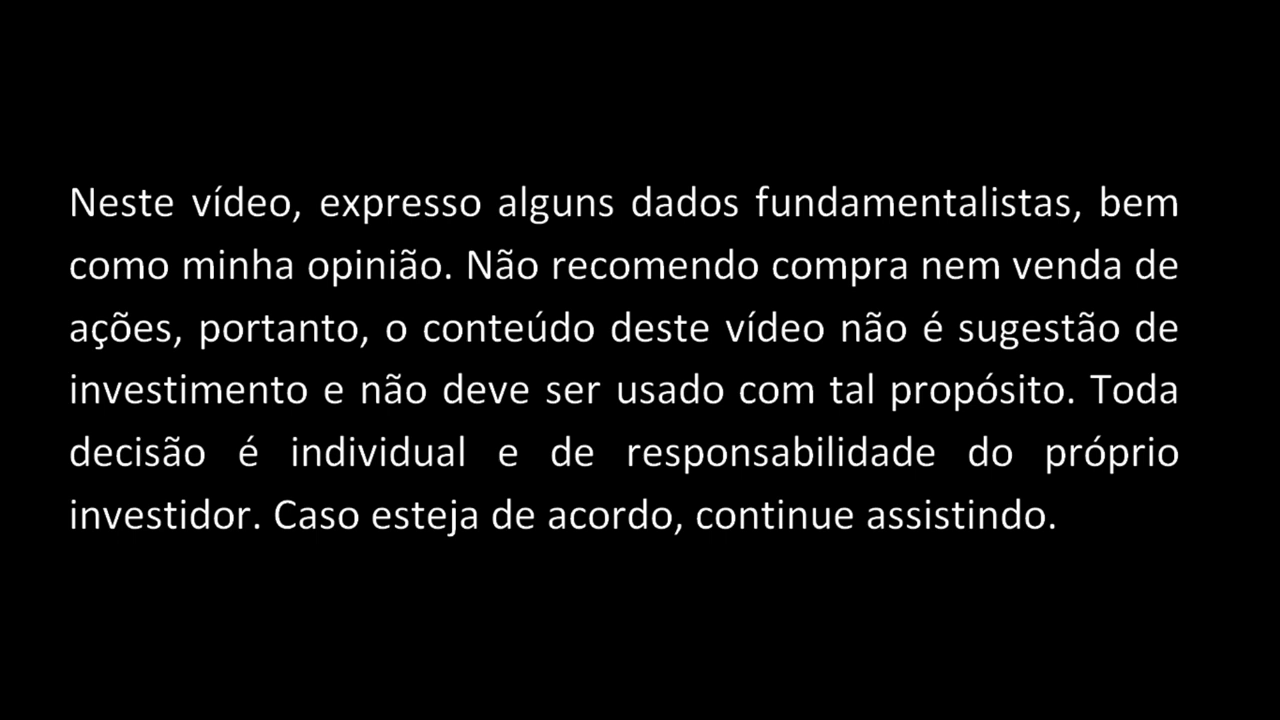 Neste vídeo, expresso alguns dados fundamentalistas, bem
como minha opinião. Não recomendo compra nem venda de
ações, portanto, o conteúdo deste vídeo não é sugestão de
investimento e não deve ser usado com tal propósito. Toda
decisão é individual e de responsabilidade do próprio
investidor. Caso esteja de acordo, continue assistindo.